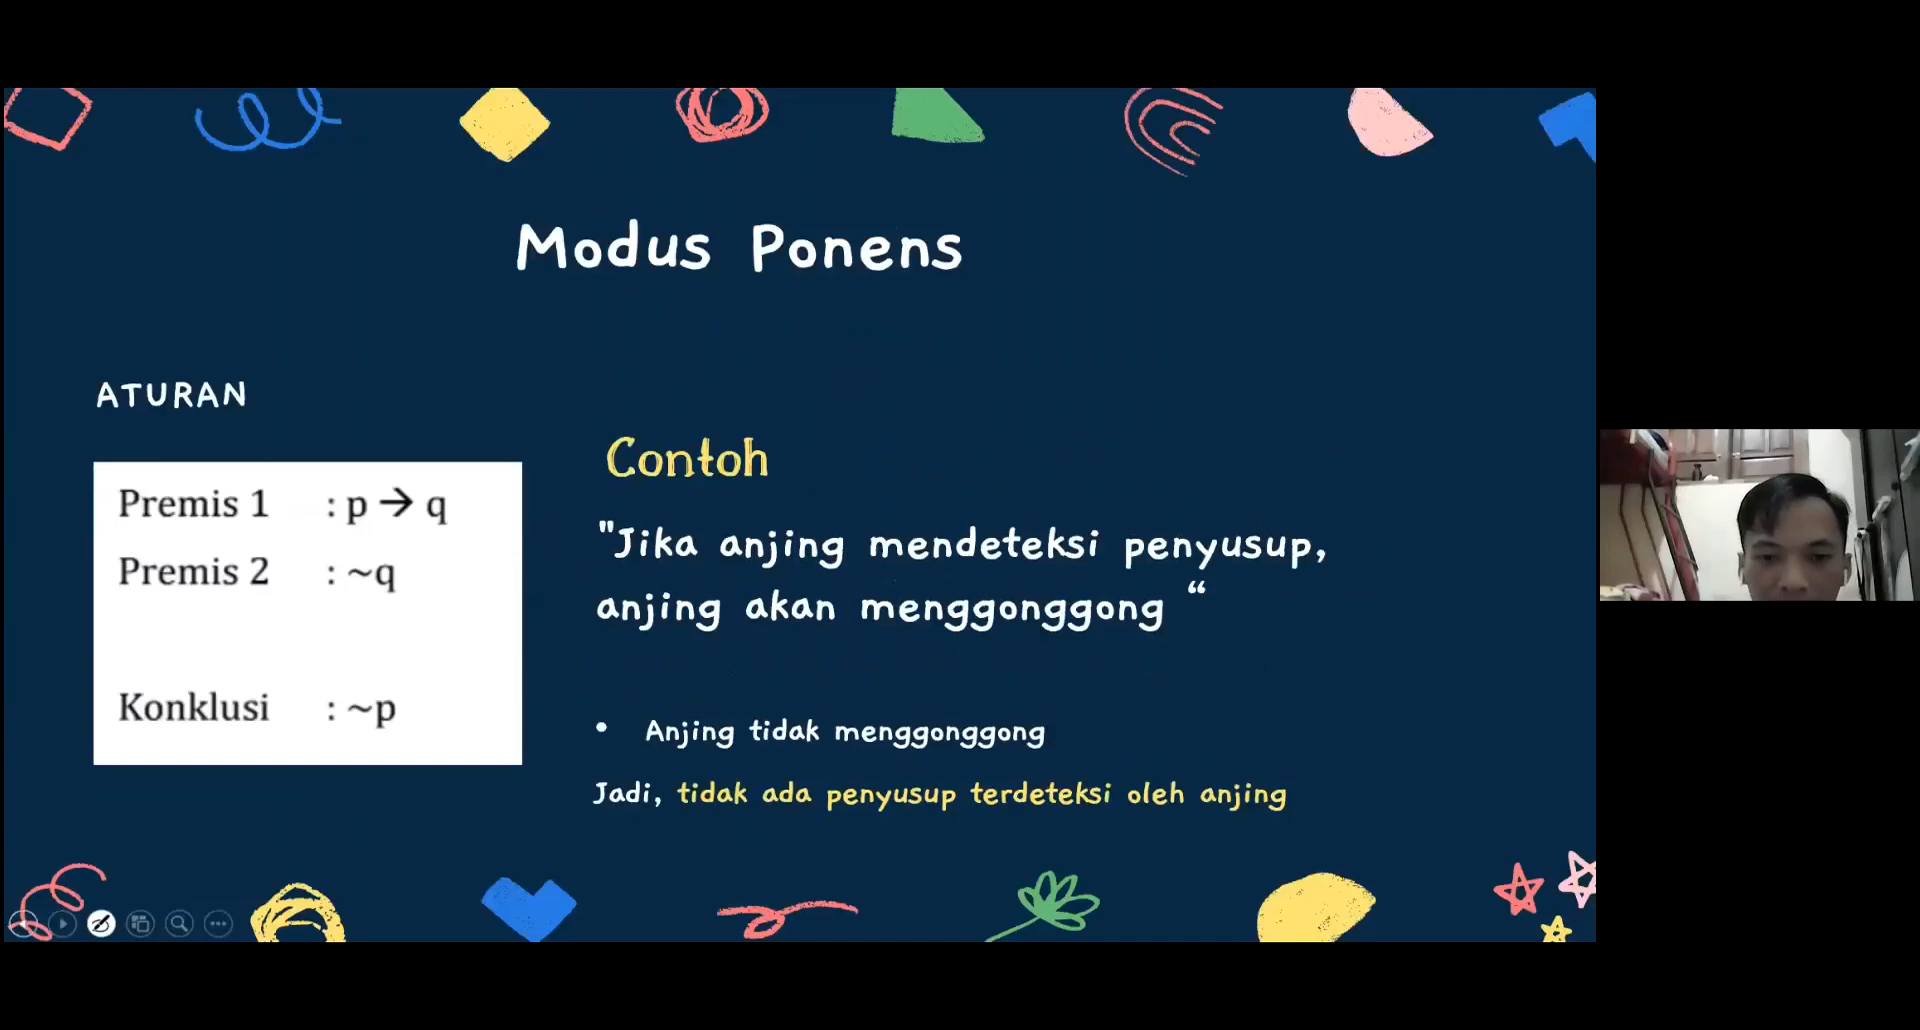 Modus Ponens
ATURAN
Premis 1 : p → q
Premis 2 : ~q
Konklusi : ~p
Contoh
"Jika anjing mendeteksi penyusup,
anjing akan menggonggong “
• Anjing tidak menggonggong
Jadi, tidak ada penyusup terdeteksi oleh anjing